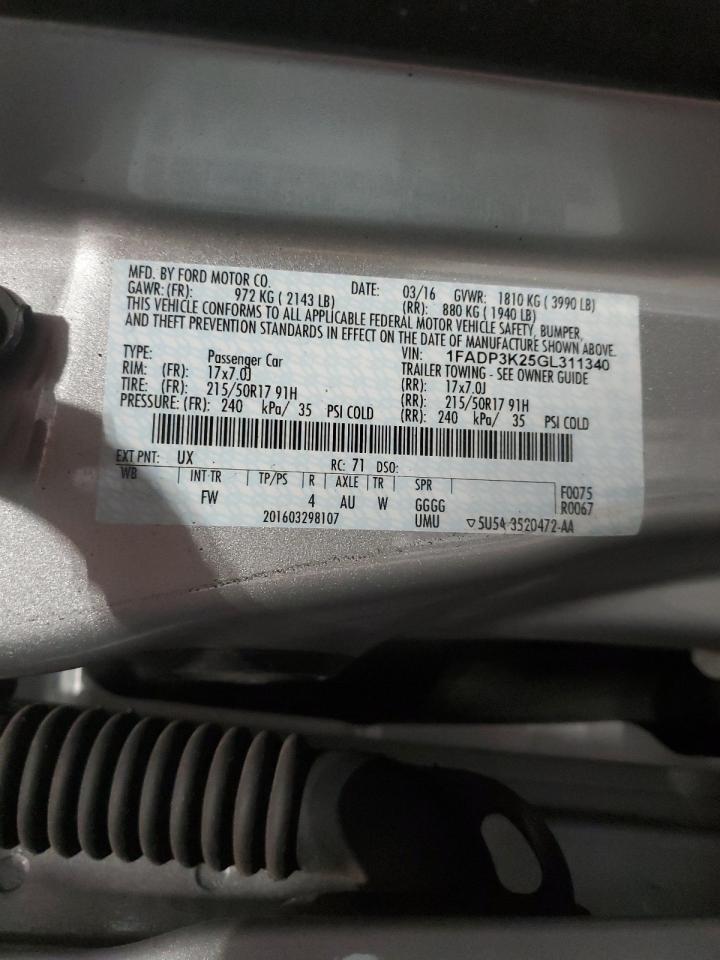 MFD. BY FORD MOTOR CO. DATE: 03/16 GVWR: 1810 KG ( 3990 LB)
GAWR: (FR): 972 KG ( 2143 LB) (RR): 880 KG ( 1940 LB)
THIS VEHICLE CONFORMS TO ALL APPLICABLE FEDERAL MOTOR VEHICLE SAFETY, BUMPER,
AND THEFT PREVENTION STANDARDS IN EFFECT ON THE DATE OF MANUFACTURE SHOWN ABOVE.
VIN: 1FADP3K25GL311340
TYPE: Passenger Car TRAILER TOWING - SEE OWNER GUIDE
RIM: (FR): 17x7.0J (RR): 17x7.0J
TIRE: (FR): 215/50R17 91H (RR): 215/50R17 91H
PRESSURE: (FR): 240 kPa/ 35 PSI COLD (RR): 240 kPa/ 35 PSI COLD
EXT PNT: UX RC: 71 DSO:
WB INT TR TP/PS R AXLE TR SPR F0075
FW 4 AU W GGGG R0067
201603298107 UMU ▽5U5A 3520472-AA